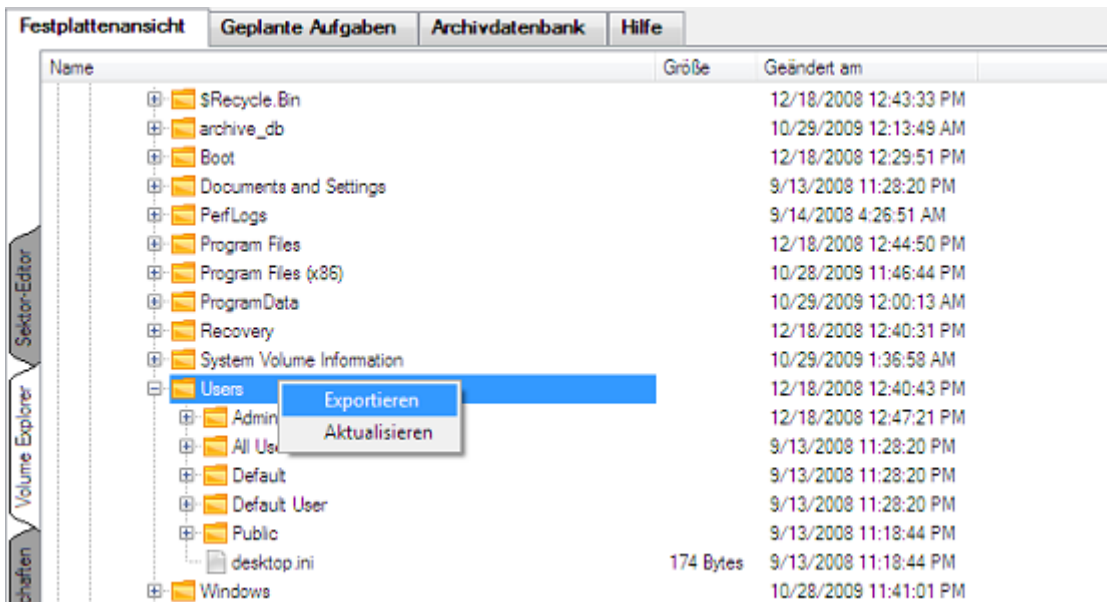 Festplattenansicht Geplante Aufgaben Archivdatenbank Hilfe
Name Größe Geändert am
$Recycle.Bin 12/18/2008 12:43:33 PM
archive_db 10/29/2009 12:13:49 AM
Boot 12/18/2008 12:29:51 PM
Documents and Settings 9/13/2008 11:28:20 PM
PerfLogs 9/14/2008 4:26:51 AM
Program Files 12/18/2008 12:44:50 PM
Program Files (x86) 10/28/2009 11:46:44 PM
ProgramData 10/29/2009 12:00:13 AM
Recovery 12/18/2008 12:40:31 PM
System Volume Information 10/29/2009 1:36:58 AM
Users 12/18/2008 12:40:43 PM
Exportieren
Admin 12/18/2008 12:47:21 PM
Aktualisieren
All Use 9/13/2008 11:28:20 PM
Default 9/13/2008 11:28:20 PM
Default User 9/13/2008 11:28:20 PM
Public 9/13/2008 11:18:44 PM
desktop.ini 174 Bytes 9/13/2008 11:18:44 PM
Windows 10/28/2009 11:41:01 PM
Sektor-Editor
Volume Explorer
chaften